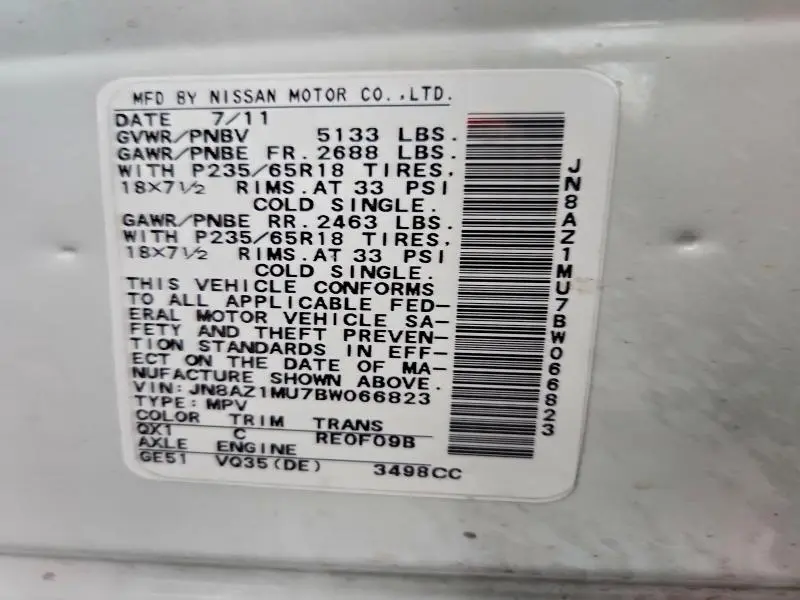 MFD BY NISSAN MOTOR CO.,LTD.
DATE 7/11
GVWR/PNBV 5133 LBS.
GAWR/PNBE FR.2688 LBS.
WITH P235/65R18 TIRES.
18X7½ RIMS.AT 33 PSI
COLD SINGLE.
GAWR/PNBE RR.2463 LBS.
WITH P235/65R18 TIRES.
18X7½ RIMS.AT 33 PSI
COLD SINGLE.
THIS VEHICLE CONFORMS
TO ALL APPLICABLE FED-
ERAL MOTOR VEHICLE SA-
FETY AND THEFT PREVEN-
TION STANDARDS IN EFF-
ECT ON THE DATE OF MA-
NUFACTURE SHOWN ABOVE.
VIN:JN8AZ1MU7BW066823
TYPE:MPV
COLOR TRIM TRANS
QX1 C RE0F09B
AXLE ENGINE
GE51 VQ35(DE) 3498CC
JN8AZ1MU7BW066823